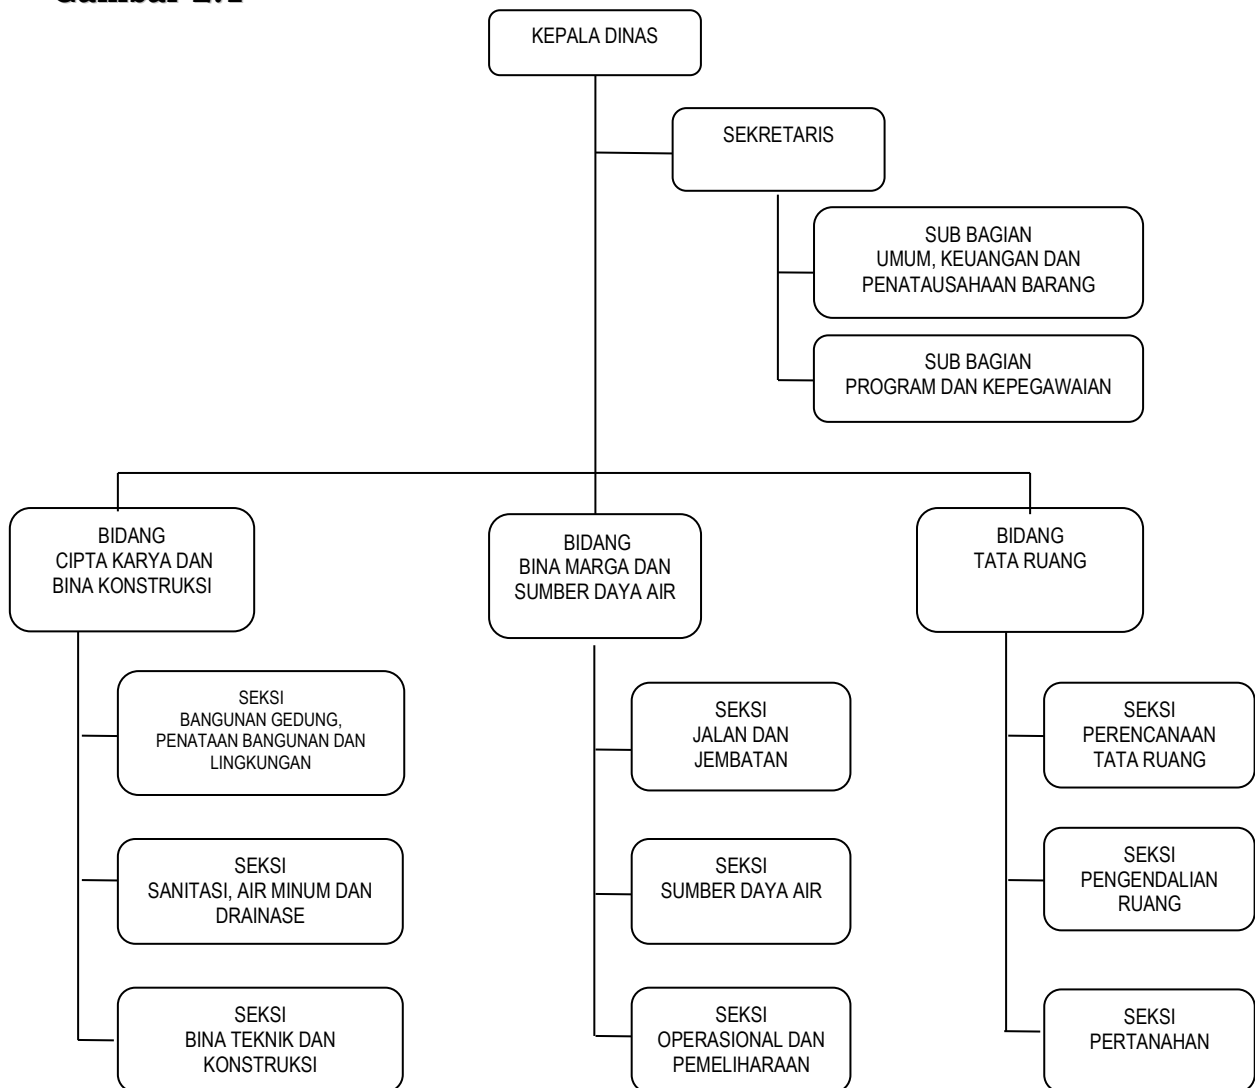 KEPALA DINAS
SEKRETARIS
SUB BAGIAN
UMUM, KEUANGAN DAN
PENATAUSAHAAN BARANG
SUB BAGIAN
PROGRAM DAN KEPEGAWAIAN
BIDANG
CIPTA KARYA DAN
BINA KONSTRUKSI
BIDANG
BINA MARGA DAN
SUMBER DAYA AIR
BIDANG
TATA RUANG
SEKSI
BANGUNAN GEDUNG,
PENATAAN BANGUNAN DAN
LINGKUNGAN
SEKSI
SANITASI, AIR MINUM DAN
DRAINASE
SEKSI
BINA TEKNIK DAN
KONSTRUKSI
SEKSI
JALAN DAN
JEMBATAN
SEKSI
SUMBER DAYA AIR
SEKSI
OPERASIONAL DAN
PEMELIHARAAN
SEKSI
PERENCANAAN
TATA RUANG
SEKSI
PENGENDALIAN
RUANG
SEKSI
PERTANAHAN